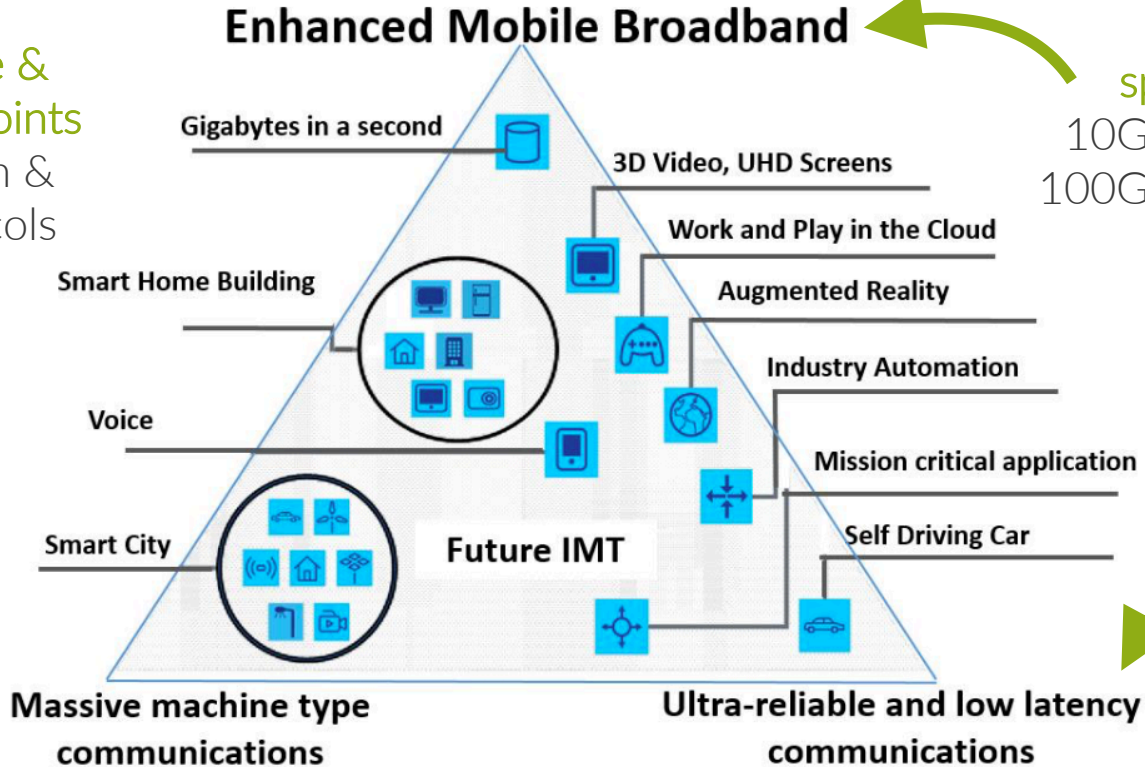 Enhanced Mobile Broadband
&
Gigabytes in a second
3D Video, UHD Screens
&
Work and Play in the Cloud
Smart Home Building
Augmented Reality
Industry Automation
Voice
Mission critical application
Smart City
Future IMT
Self Driving Car
Massive machine type
communications
Ultra-reliable and low latency
communications